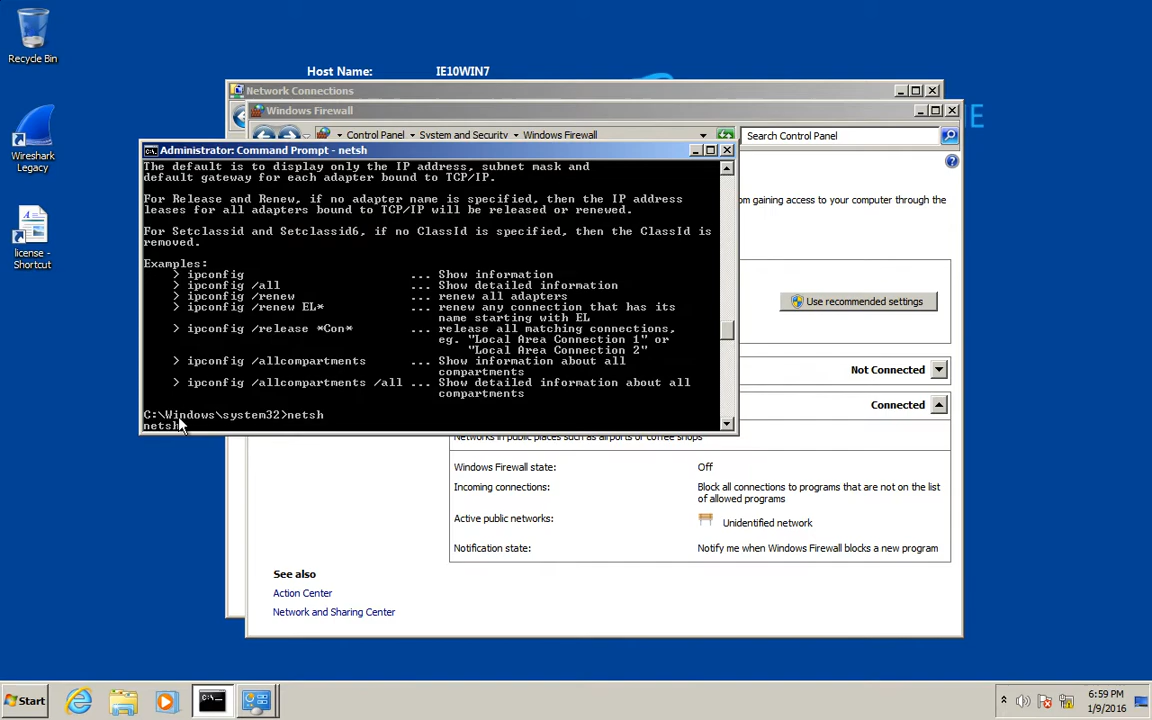 Recycle Bin
Wireshark
Legacy
license -
Shortcut
Host Name: IE10WIN7
E
Network Connections
Windows Firewall
Control Panel System and Security Windows Firewall
Search Control Panel
Administrator: Command Prompt - netsh
The default is to display only the IP address, subnet mask and
default gateway for each adapter bound to TCP/IP.
For Release and Renew, if no adapter name is specified, then the IP address
leases for all adapters bound to TCP/IP will be released or renewed.
For Setclassid and Setclassid6, if no ClassId is specified, then the ClassId is
removed.
Examples:
> ipconfig ... Show information
> ipconfig /all ... Show detailed information
> ipconfig /renew ... renew all adapters
> ipconfig /renew EL* ... renew any connection that has its
name starting with EL
> ipconfig /release *Con* ... release all matching connections,
eg. "Local Area Connection 1" or
"Local Area Connection 2"
> ipconfig /allcompartments ... Show information about all
compartments
> ipconfig /allcompartments /all ... Show detailed information about all
compartments
C:\Windows\system32>netsh
netsh
om gaining access to your computer through the
Use recommended settings
Not Connected
Connected
Networks in public places such as airports or coffee shops
Windows Firewall state: Off
Incoming connections: Block all connections to programs that are not on the list
of allowed programs
Active public networks: Unidentified network
Notification state: Notify me when Windows Firewall blocks a new program
See also
Action Center
Network and Sharing Center
Start
6:59 PM
1/9/2016